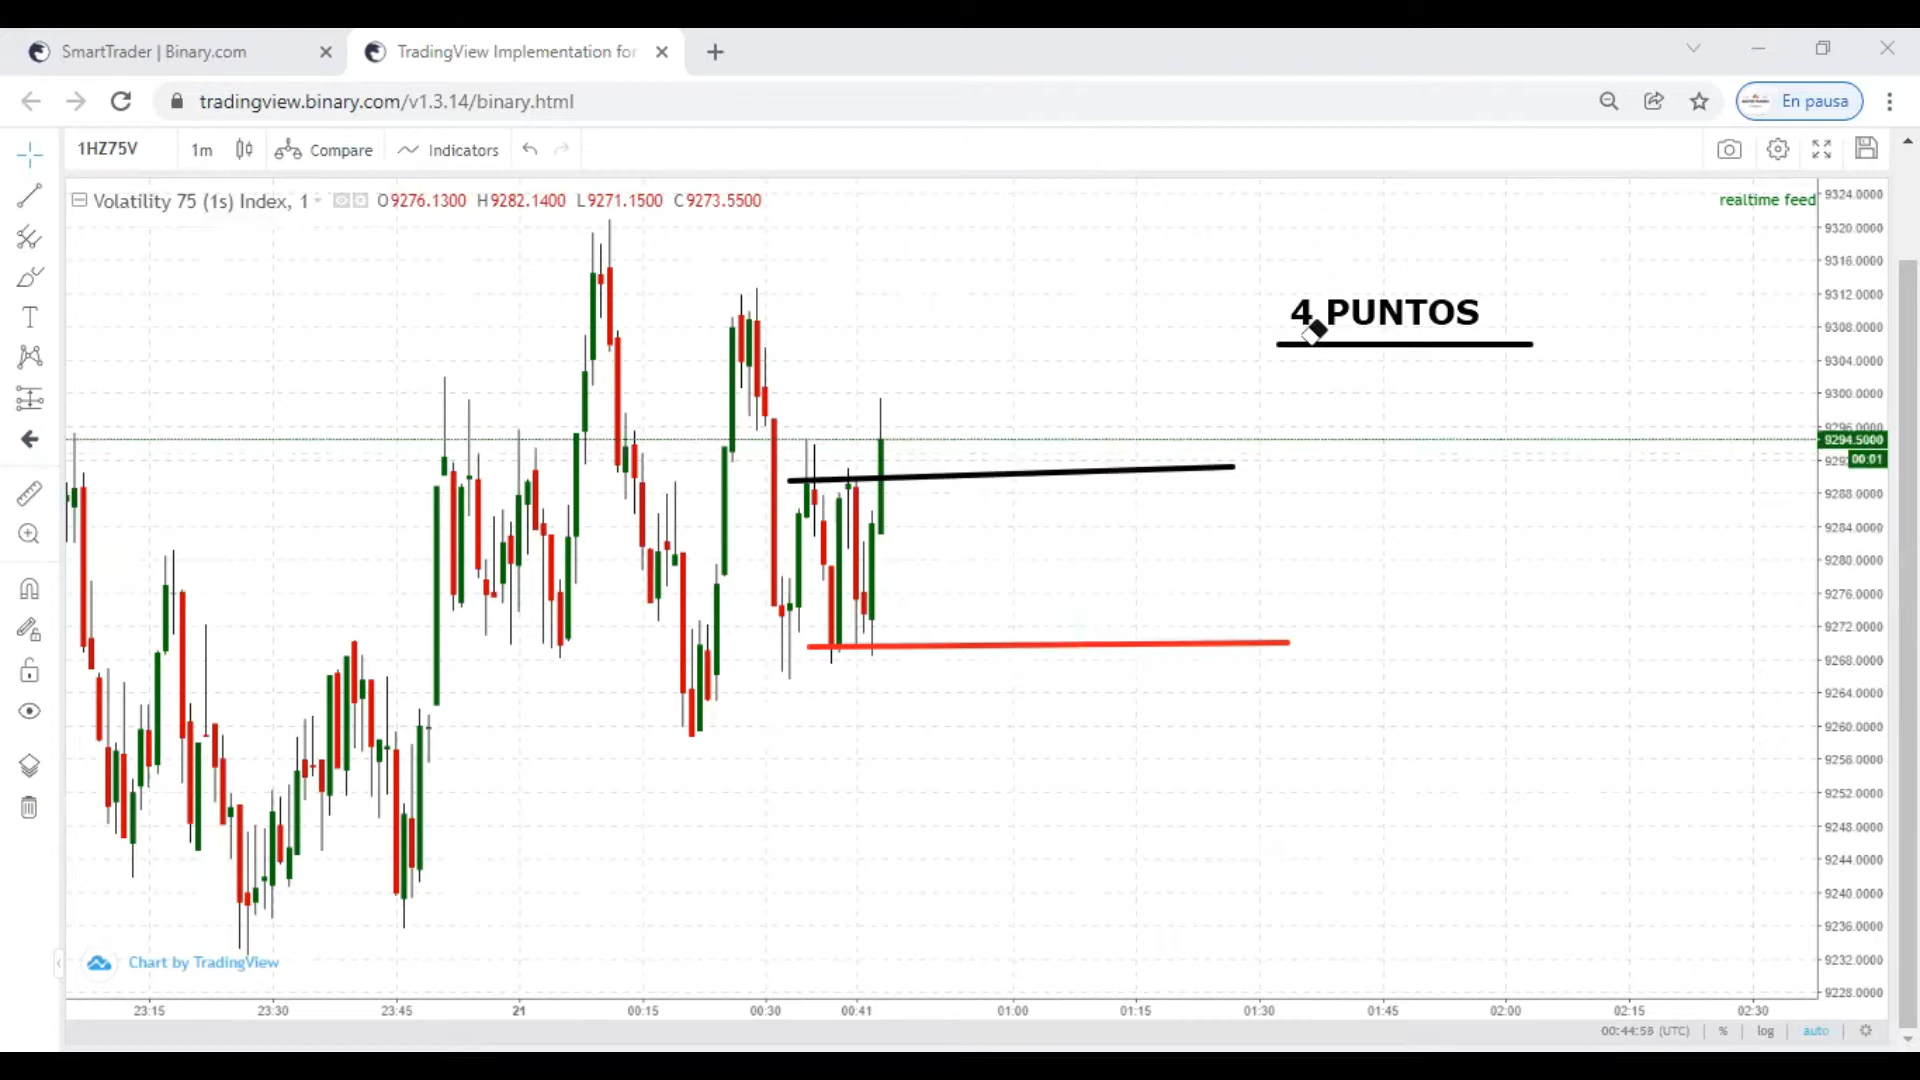 SmartTrader | Binary.com
TradingView Implementation for
tradingview.binary.com/v1.3.14/binary.html
En pausa
1HZ75V
1m
Compare
Indicators
Volatility 75 (1s) Index, 1
O9276.1300 H9282.1400 L9271.1500 C9273.5500
realtime feed
4 PUNTOS
9324.0000
9320.0000
9316.0000
9312.0000
9308.0000
9304.0000
9300.0000
9296.0000
9294.5000
00:01
9288.0000
9284.0000
9280.0000
9276.0000
9272.0000
9268.0000
9264.0000
9260.0000
9256.0000
9252.0000
9248.0000
9244.0000
9240.0000
9236.0000
9232.0000
9228.0000
Chart by TradingView
23:15 23:30 23:45 21 00:15 00:30 00:41 01:00 01:15 01:30 01:45 02:00 02:15 02:30
00:44:58 (UTC) % log auto